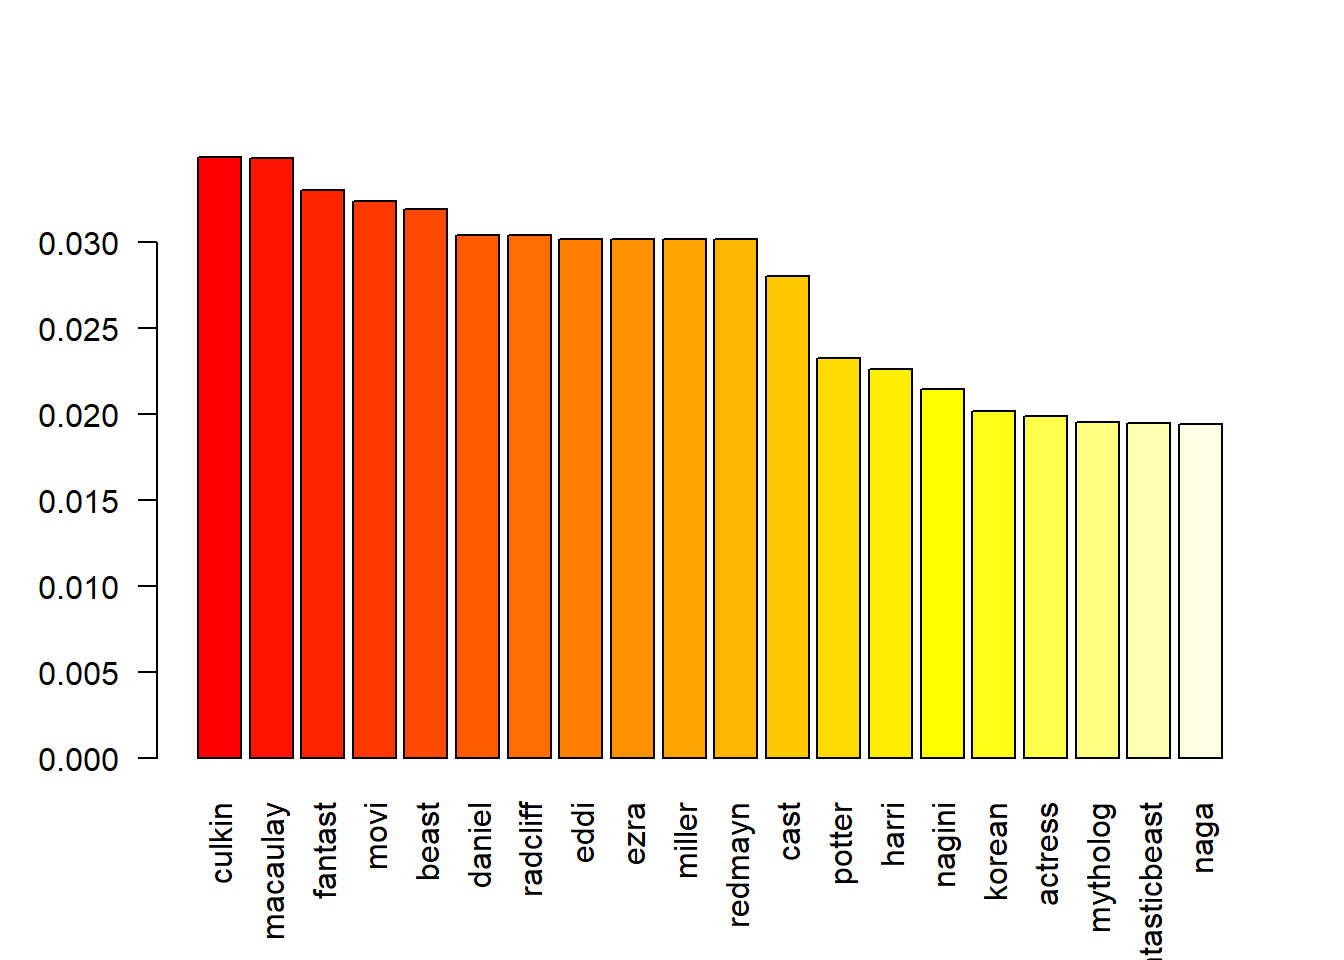 0.030
0.025
0.020
0.015
0.010
0.005
0.000
culkin
macaulay
fantast
movi
beast
daniel
radcliff
eddi
ezra
miller
redmayn
cast
potter
harri
nagini
korean
actress
mytholog
ntasticbeast
naga